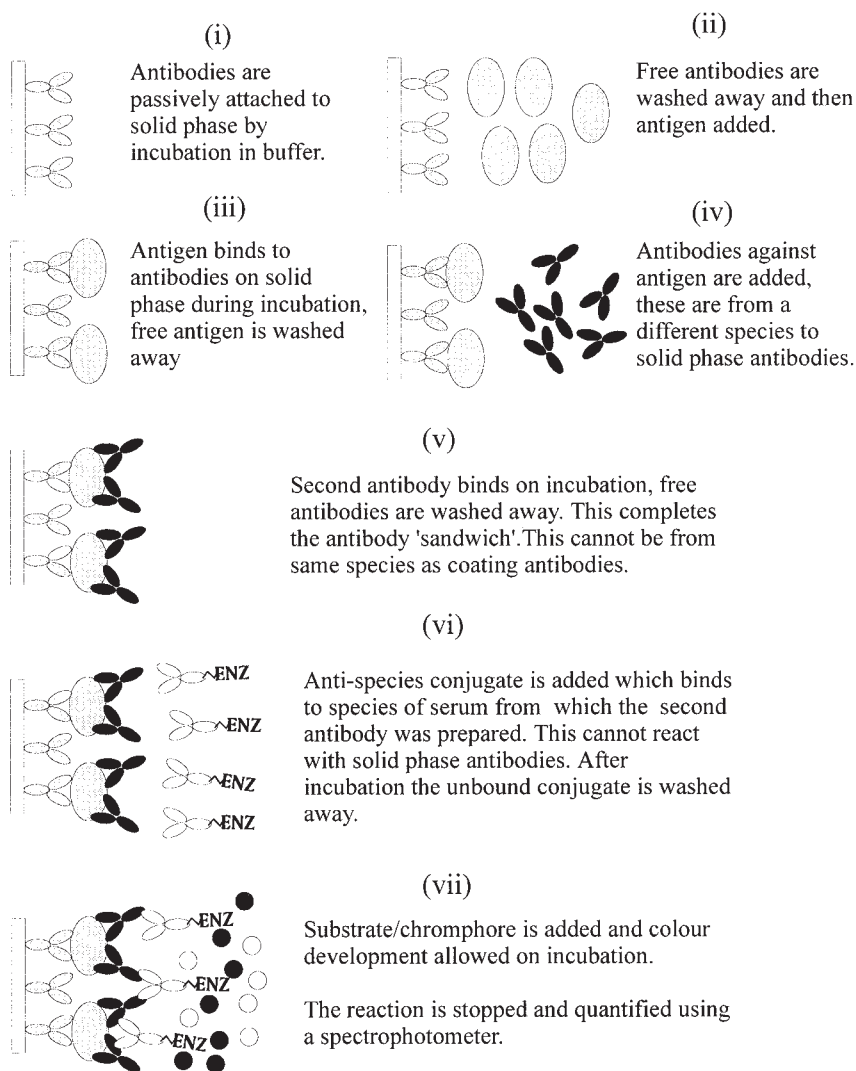 (i)
Antibodies are
passively attached to
solid phase by
incubation in buffer.
(ii)
Free antibodies are
washed away and then
antigen added.
(iii)
Antigen binds to
antibodies on solid
phase during incubation,
free antigen is washed
away
(iv)
Antibodies against
antigen are added,
these are from a
different species to
solid phase antibodies.
(v)
Second antibody binds on incubation, free
antibodies are washed away. This completes
the antibody 'sandwich'.This cannot be from
same species as coating antibodies.
(vi)
ENZ
ENZ
ENZ
ENZ
Anti-species conjugate is added which binds
to species of serum from which the second
antibody was prepared. This cannot react
with solid phase antibodies. After
incubation the unbound conjugate is washed
away.
(vii)
ENZ
ENZ
ENZ
Substrate/chromphore is added and colour
development allowed on incubation.
The reaction is stopped and quantified using
a spectrophotometer.